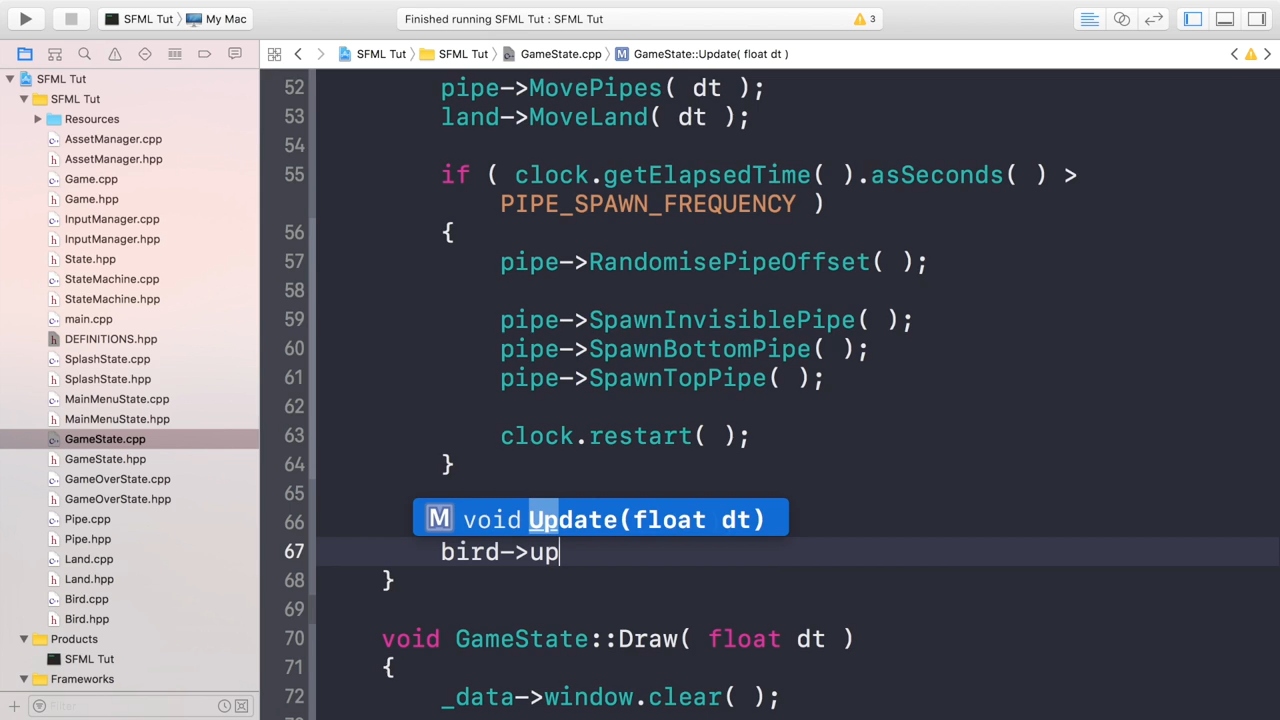 SFML Tut
My Mac
Finished running SFML Tut : SFML Tut
3
SFML Tut
SFML Tut
GameState.cpp
M GameState::Update( float dt )
SFML Tut
SFML Tut
Resources
AssetManager.cpp
AssetManager.hpp
Game.cpp
Game.hpp
InputManager.cpp
InputManager.hpp
State.hpp
StateMachine.cpp
StateMachine.hpp
main.cpp
DEFINITIONS.hpp
SplashState.cpp
SplashState.hpp
MainMenuState.cpp
MainMenuState.hpp
GameState.cpp
GameState.hpp
GameOverState.cpp
GameOverState.hpp
Pipe.cpp
Pipe.hpp
Land.cpp
Land.hpp
Bird.cpp
Bird.hpp
Products
SFML Tut
Frameworks
Filter
52 pipe->MovePipes( dt );
53 land->MoveLand( dt );
54
55 if ( clock.getElapsedTime( ).asSeconds( ) >
PIPE_SPAWN_FREQUENCY )
56 {
57 pipe->RandomisePipeOffset( );
58
59 pipe->SpawnInvisiblePipe( );
60 pipe->SpawnBottomPipe( );
61 pipe->SpawnTopPipe( );
62
63 clock.restart( );
64 }
65
66 M void Update(float dt)
67 bird->up
68 }
69
70 void GameState::Draw( float dt )
71 {
72 _data->window.clear( );